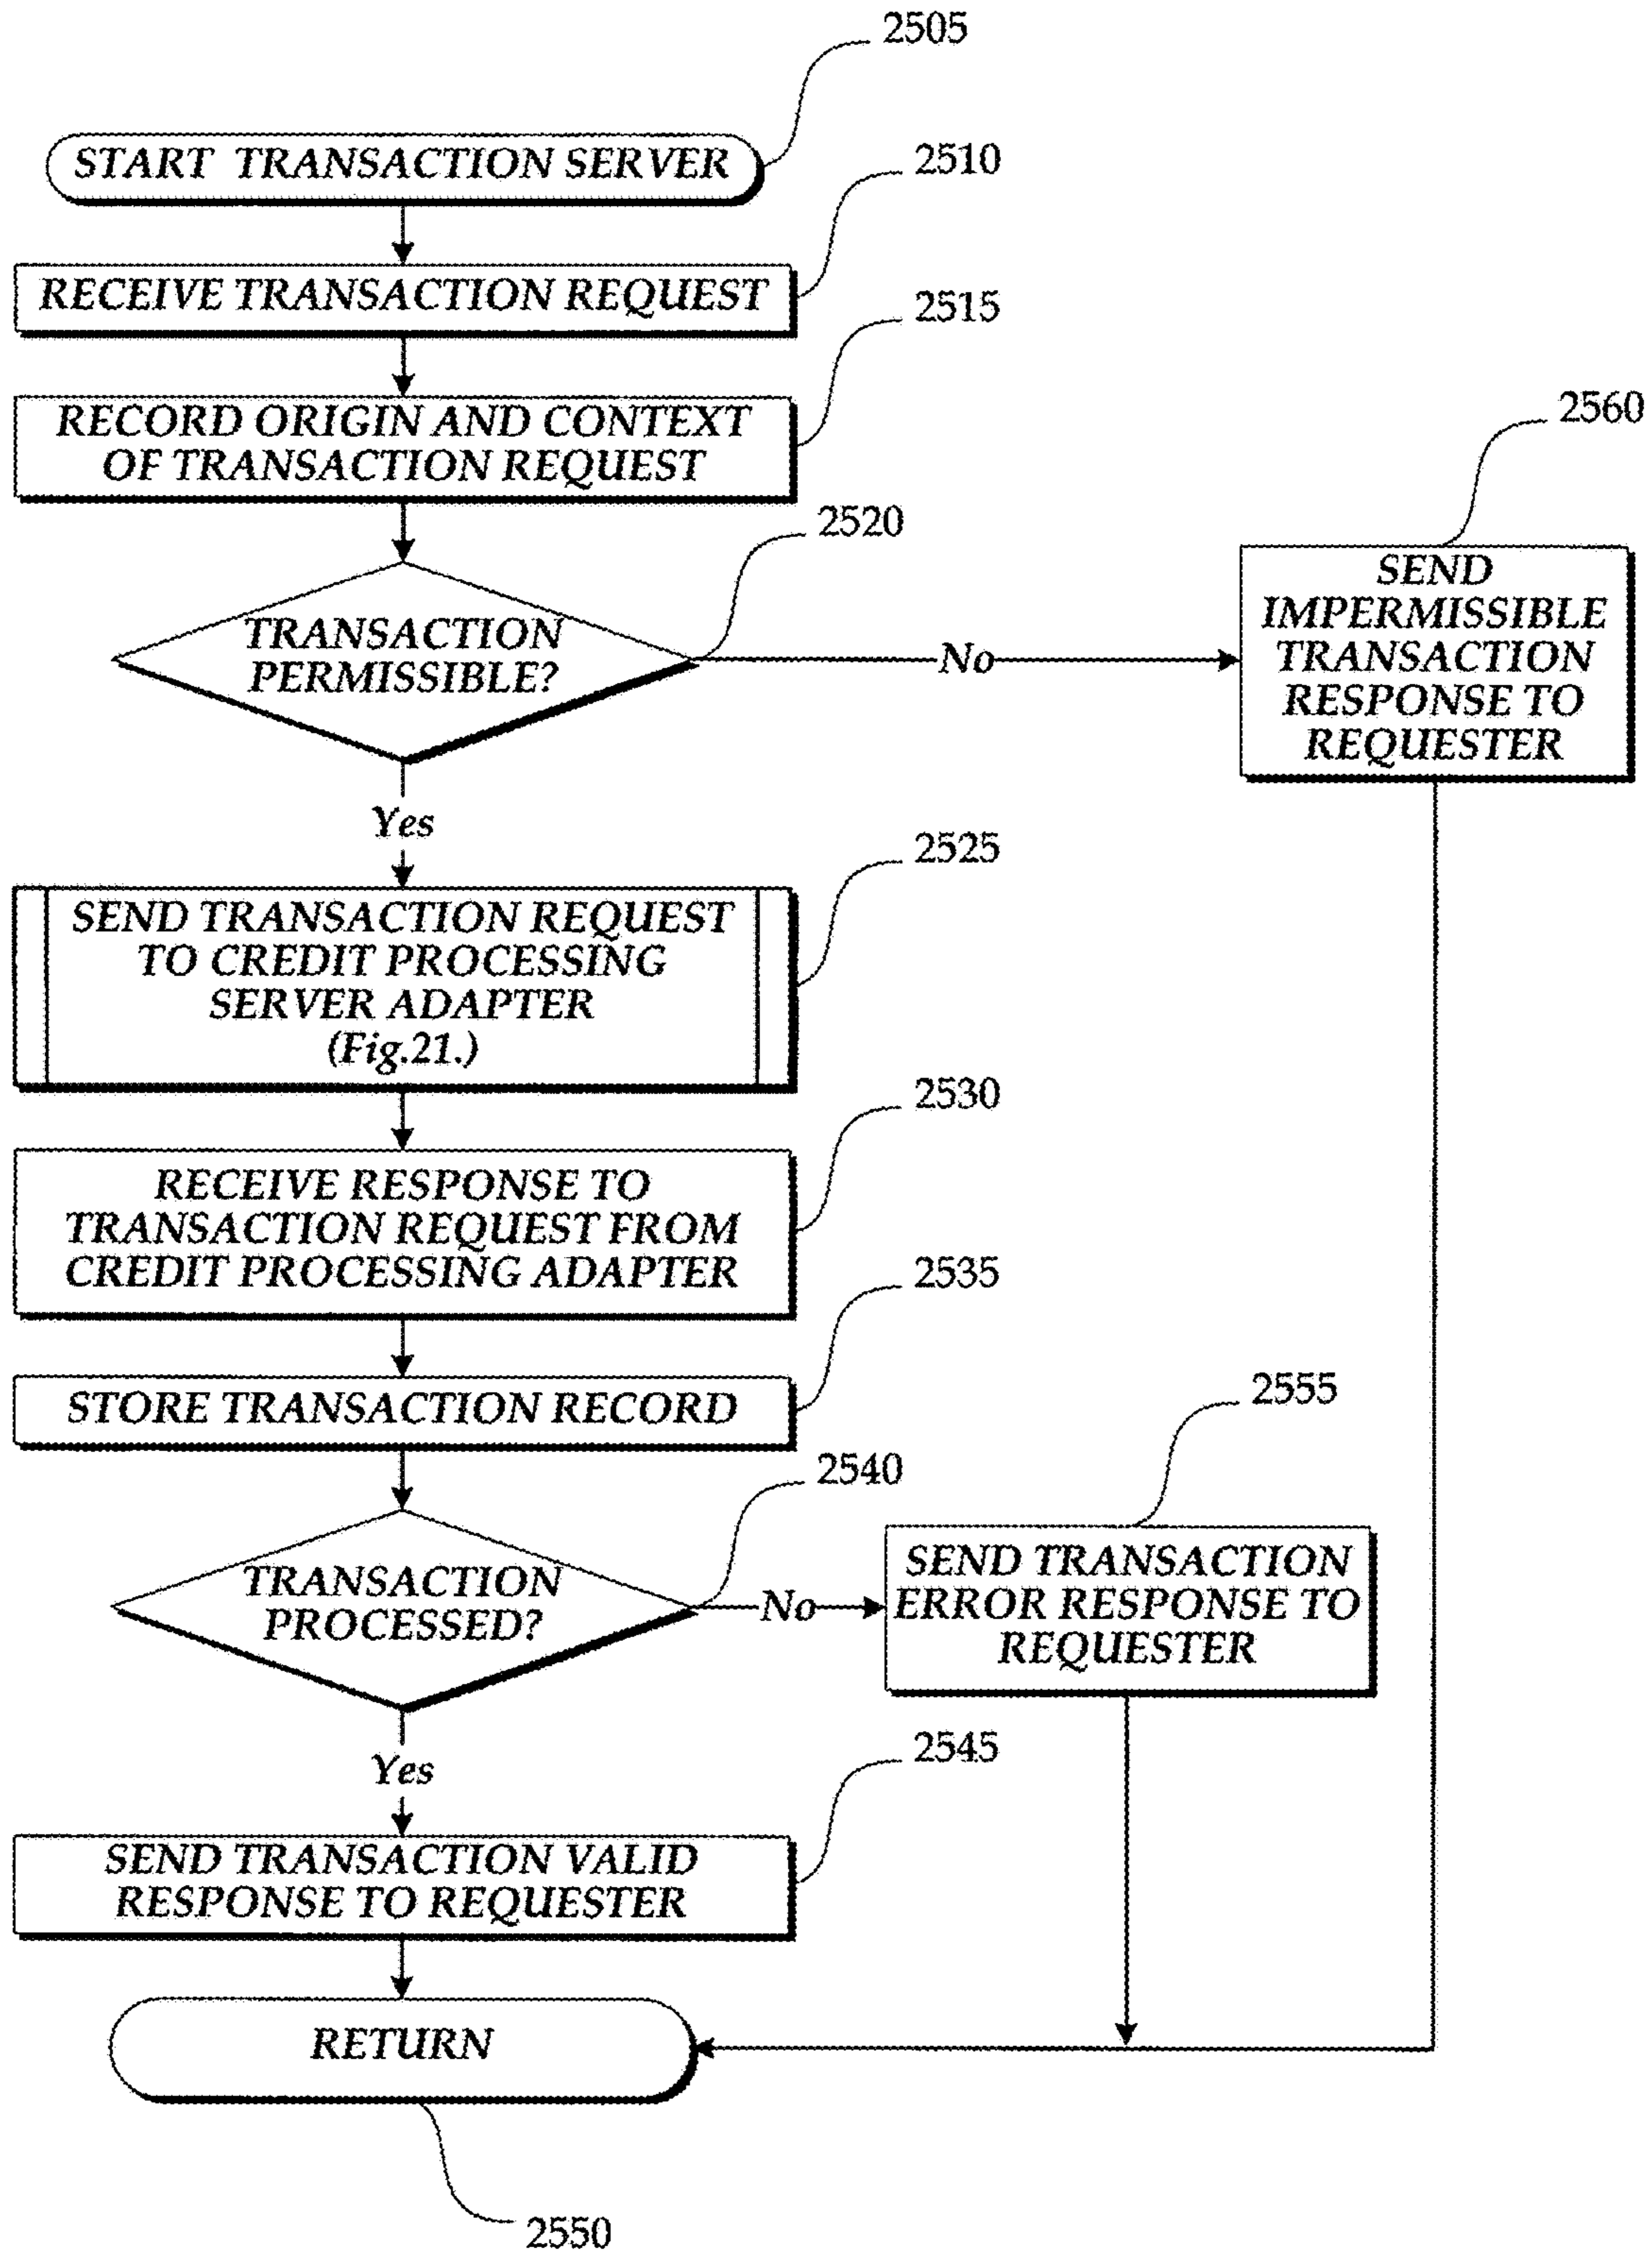 2505
START TRANSACTION SERVER
2510
RECEIVE TRANSACTION REQUEST
2515
RECORD ORIGIN AND CONTEXT
OF TRANSACTION REQUEST
2520
TRANSACTION
PERMISSIBLE?
No
2560
SEND
IMPERMISSIBLE
TRANSACTION
RESPONSE TO
REQUESTER
Yes
2525
SEND TRANSACTION REQUEST
TO CREDIT PROCESSING
SERVER ADAPTER
(Fig.21.)
2530
RECEIVE RESPONSE TO
TRANSACTION REQUEST FROM
CREDIT PROCESSING ADAPTER
2535
STORE TRANSACTION RECORD
2540
TRANSACTION
PROCESSED?
No
2555
SEND TRANSACTION
ERROR RESPONSE TO
REQUESTER
Yes
2545
SEND TRANSACTION VALID
RESPONSE TO REQUESTER
RETURN
2550